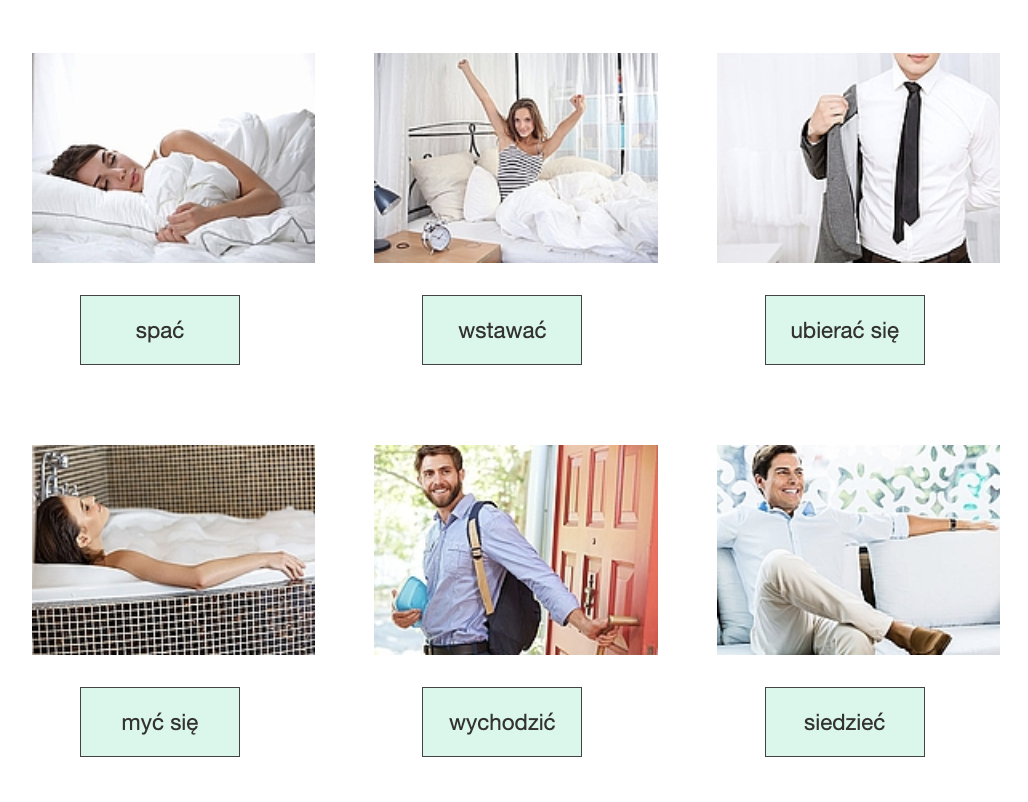 spać
wstawać
ubierać się
myć się
wychodzić
siedzieć